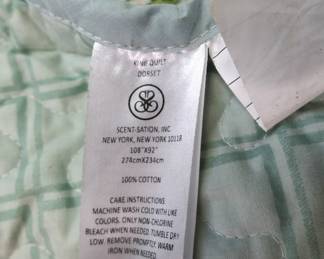 KING QUILT
DORSET
SCENT-SATION, INC
NEW YORK, NEW YORK 10118
108"X92"
274cmX234cm
100% COTTON
CARE INSTRUCTIONS
MACHINE WASH COLD WITH LIKE
COLORS. ONLY NON-CHLORINE
BLEACH WHEN NEEDED. TUMBLE DRY
LOW. REMOVE PROMPTLY. WARM
IRON WHEN NEEDED